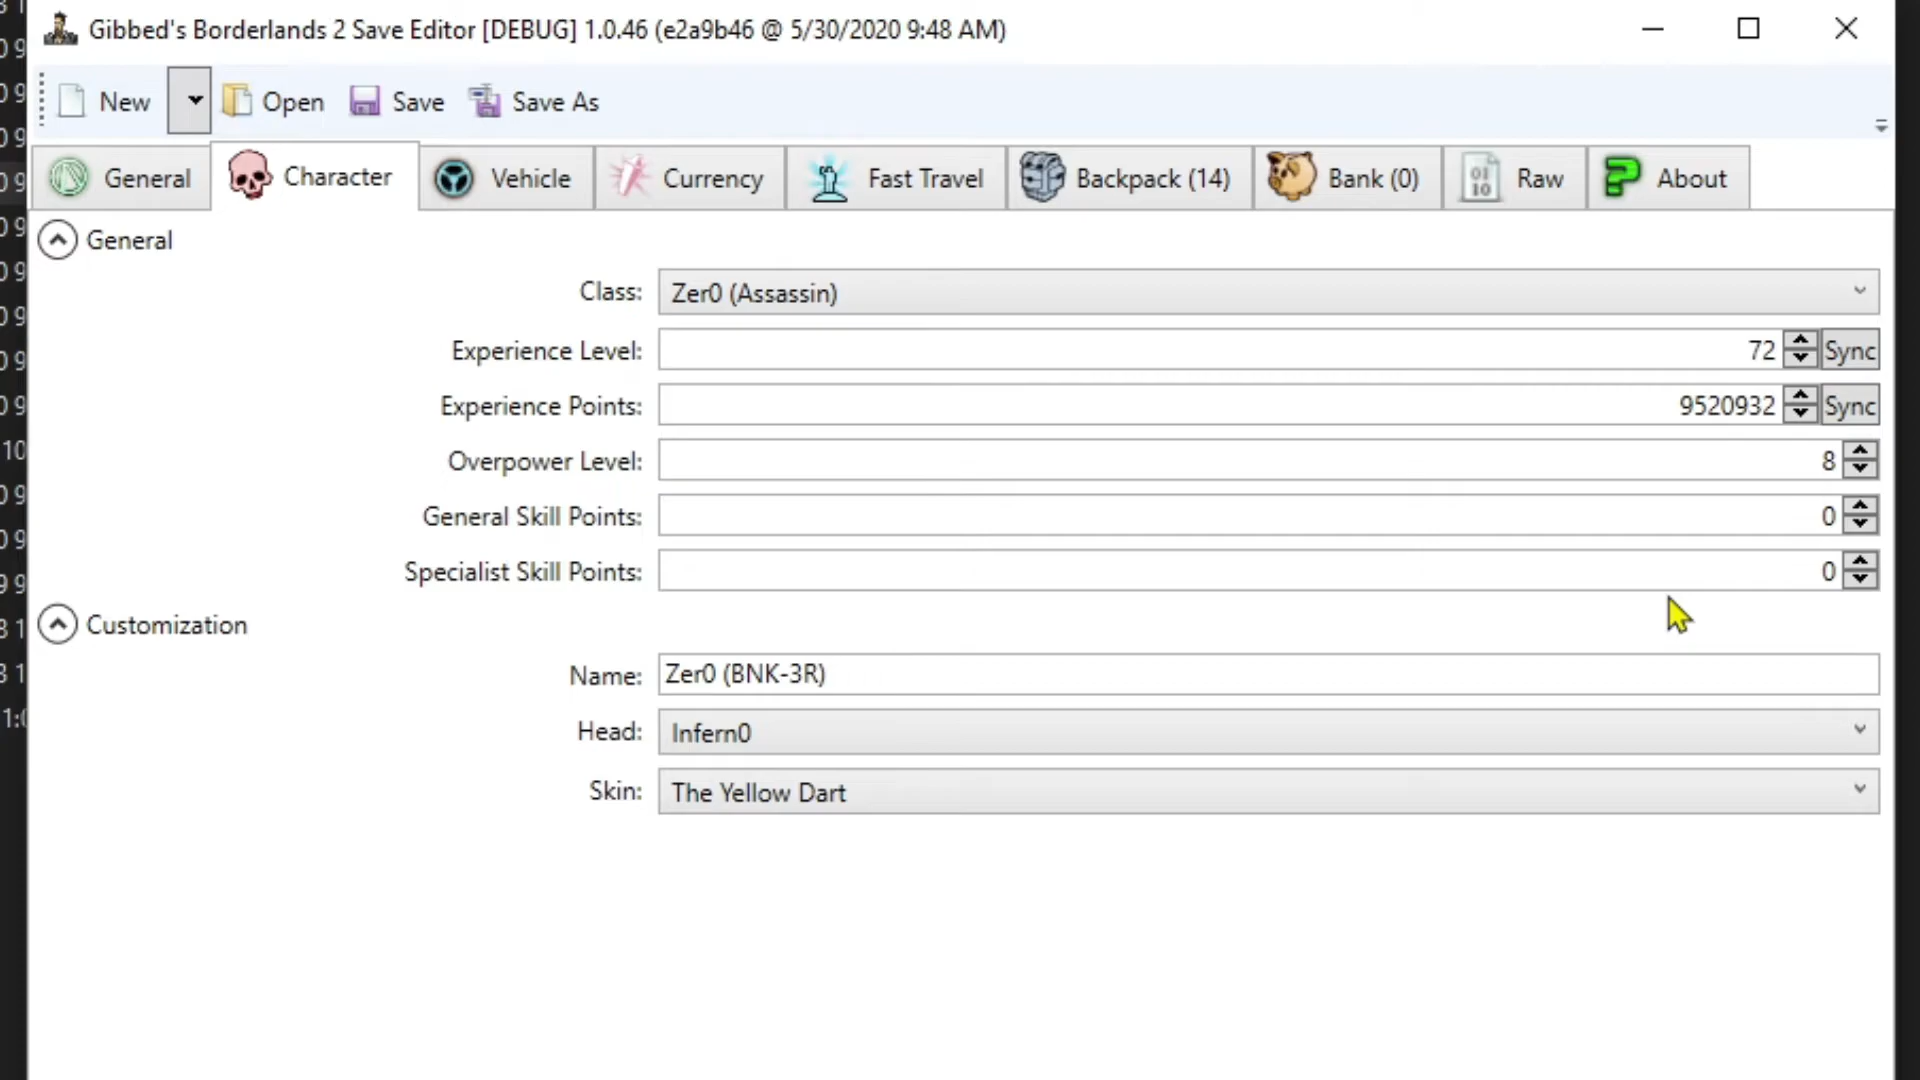 Gibbed's Borderlands 2 Save Editor [DEBUG] 1.0.46 (e2a9b46 @ 5/30/2020 9:48 AM)
New Open Save Save As
General Character Vehicle Currency Fast Travel Backpack (14) Bank (0) Raw About
General
Class: Zer0 (Assassin)
Experience Level: 72 Sync
Experience Points: 9520932 Sync
Overpower Level: 8
General Skill Points: 0
Specialist Skill Points: 0
Customization
Name: Zer0 (BNK-3R)
Head: Infern0
Skin: The Yellow Dart